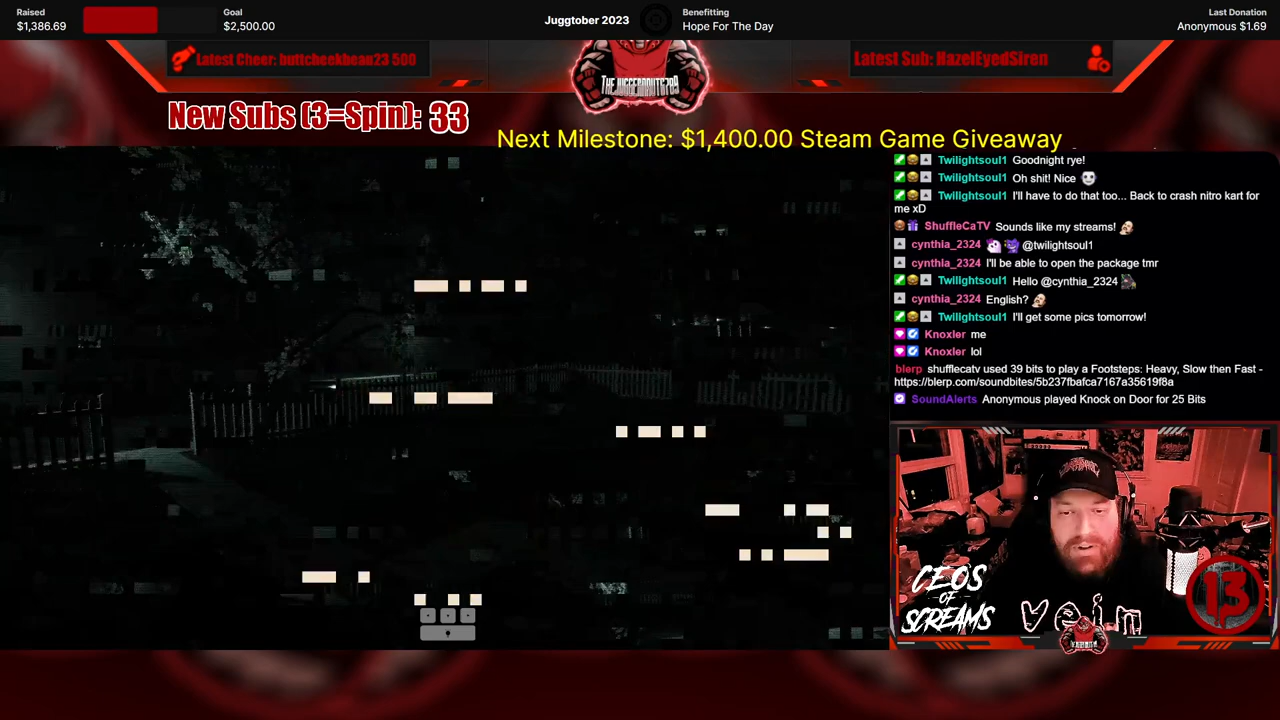 Raised
$1,386.69
Goal
$2,500.00
Juggtober 2023
Benefitting
Hope For The Day
Last Donation
Anonymous $1.69
Latest Cheer: buttcheekbeau23 500
THEJUGGERNAUT6789
Latest Sub: HazelEyedSiren
New Subs (3=Spin): 33
Next Milestone: $1,400.00 Steam Game Giveaway
Twilightsoul1 Goodnight rye!
Twilightsoul1 Oh shit! Nice
Twilightsoul1 I'll have to do that too... Back to crash nitro kart for
me xD
ShuffleCaTV Sounds like my streams!
cynthia_2324 @twilightsoul1
cynthia_2324 I'll be able to open the package tmr
Twilightsoul1 Hello @cynthia_2324
cynthia_2324 English?
Twilightsoul1 I'll get some pics tomorrow!
Knoxler me
Knoxler lol
blerp shufflecatv used 39 bits to play a Footsteps: Heavy, Slow then Fast -
https://blerp.com/soundbites/5b237fbafca7167a35619f8a
SoundAlerts Anonymous played Knock on Door for 25 Bits
CEOS
OF
SCREAMS
vein
13